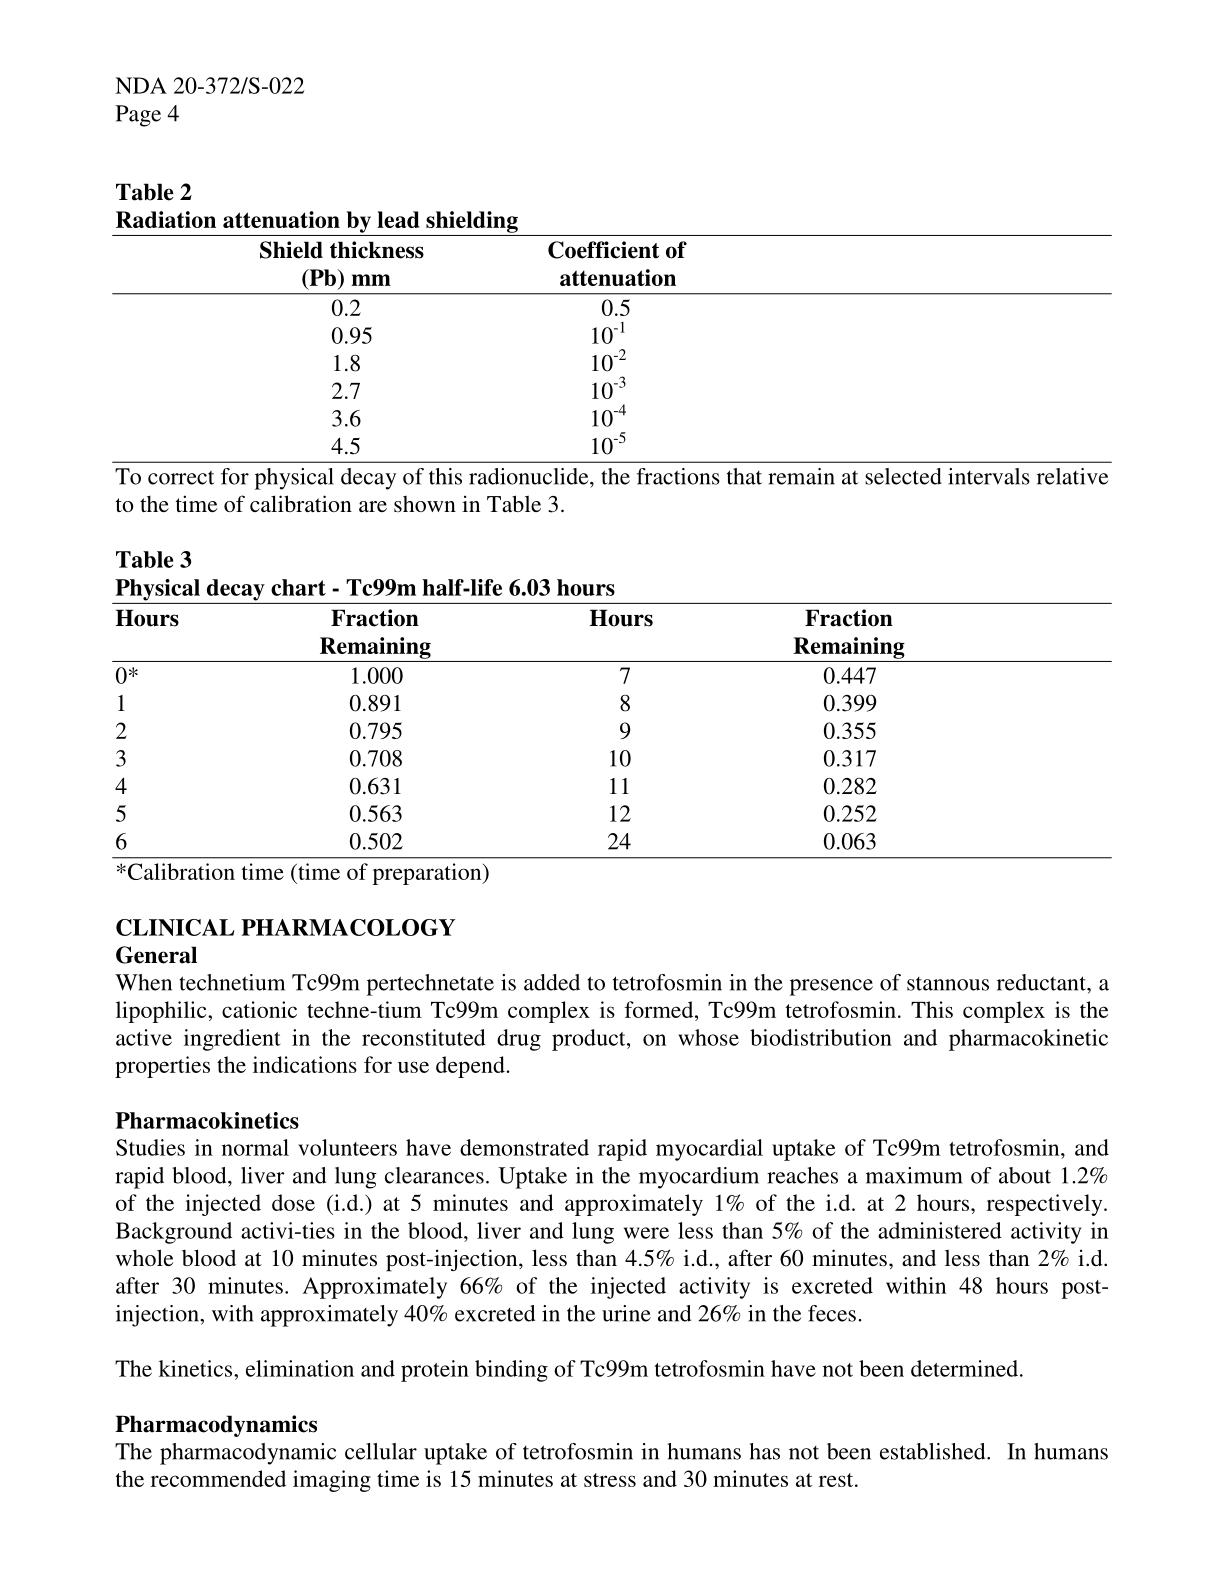 NDA 20-372/S-022
Page 4
Table 2
Radiation attenuation by lead shielding
Shield thickness Coefficient of
(Pb) mm attenuation
0.2 0.5
0.95 10-1
1.8 10-2
2.7 10-3
3.6 10-4
4.5 10-5
To correct for physical decay of this radionuclide, the fractions that remain at selected intervals relative
to the time of calibration are shown in Table 3.
Table 3
Physical decay chart - Tc99m half-life 6.03 hours
Hours Fraction Hours Fraction
Remaining Remaining
0* 1.000 7 0.447
1 0.891 8 0.399
2 0.795 9 0.355
3 0.708 10 0.317
4 0.631 11 0.282
5 0.563 12 0.252
6 0.502 24 0.063
*Calibration time (time of preparation)
CLINICAL PHARMACOLOGY
General
When technetium Tc99m pertechnetate is added to tetrofosmin in the presence of stannous reductant, a
lipophilic, cationic techne-tium Tc99m complex is formed, Tc99m tetrofosmin. This complex is the
active ingredient in the reconstituted drug product, on whose biodistribution and pharmacokinetic
properties the indications for use depend.
Pharmacokinetics
Studies in normal volunteers have demonstrated rapid myocardial uptake of Tc99m tetrofosmin, and
rapid blood, liver and lung clearances. Uptake in the myocardium reaches a maximum of about 1.2%
of the injected dose (i.d.) at 5 minutes and approximately 1% of the i.d. at 2 hours, respectively.
Background activi-ties in the blood, liver and lung were less than 5% of the administered activity in
whole blood at 10 minutes post-injection, less than 4.5% i.d., after 60 minutes, and less than 2% i.d.
after 30 minutes. Approximately 66% of the injected activity is excreted within 48 hours post-
injection, with approximately 40% excreted in the urine and 26% in the feces.
The kinetics, elimination and protein binding of Tc99m tetrofosmin have not been determined.
Pharmacodynamics
The pharmacodynamic cellular uptake of tetrofosmin in humans has not been established.  In humans
the recommended imaging time is 15 minutes at stress and 30 minutes at rest.